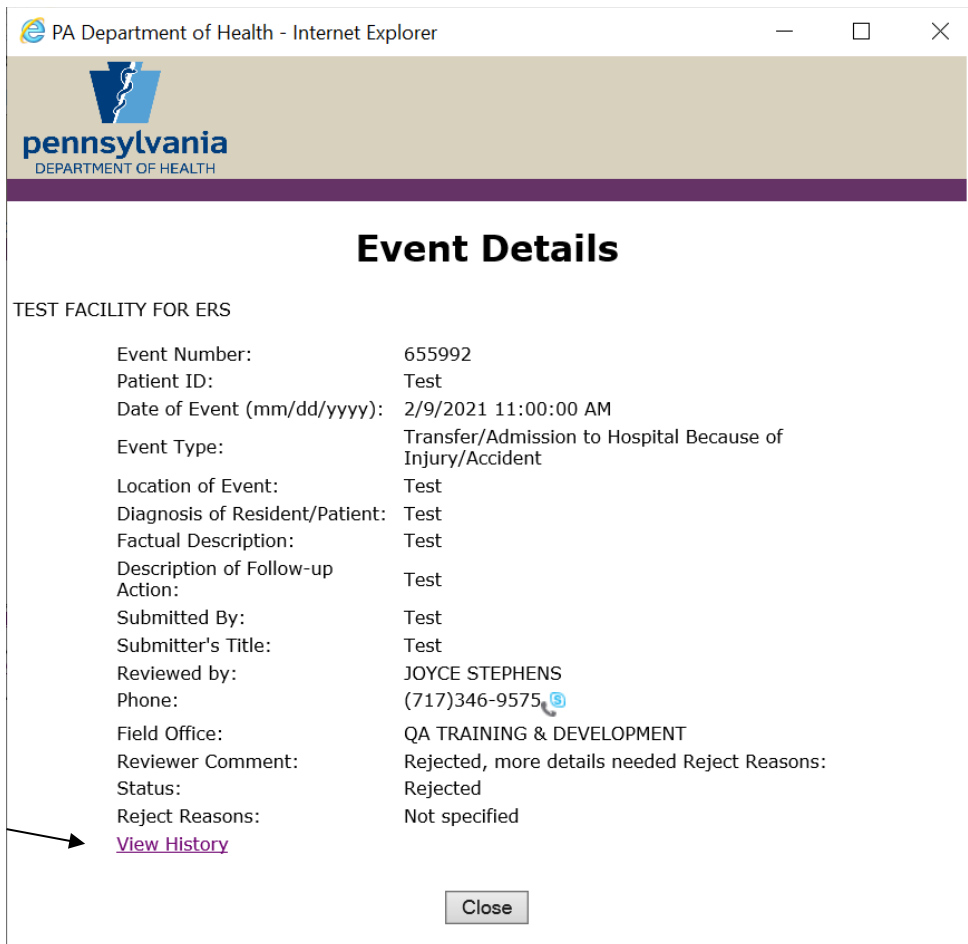 PA Department of Health - Internet Explorer
pennsylvania
DEPARTMENT OF HEALTH
Event Details
TEST FACILITY FOR ERS
Event Number: 655992
Patient ID: Test
Date of Event (mm/dd/yyyy): 2/9/2021 11:00:00 AM
Event Type: Transfer/Admission to Hospital Because of
Injury/Accident
Location of Event: Test
Diagnosis of Resident/Patient: Test
Factual Description: Test
Description of Follow-up
Action: Test
Submitted By: Test
Submitter's Title: Test
Reviewed by: JOYCE STEPHENS
Phone: (717)346-9575
Field Office: QA TRAINING & DEVELOPMENT
Reviewer Comment: Rejected, more details needed Reject Reasons:
Status: Rejected
Reject Reasons: Not specified
View History
Close